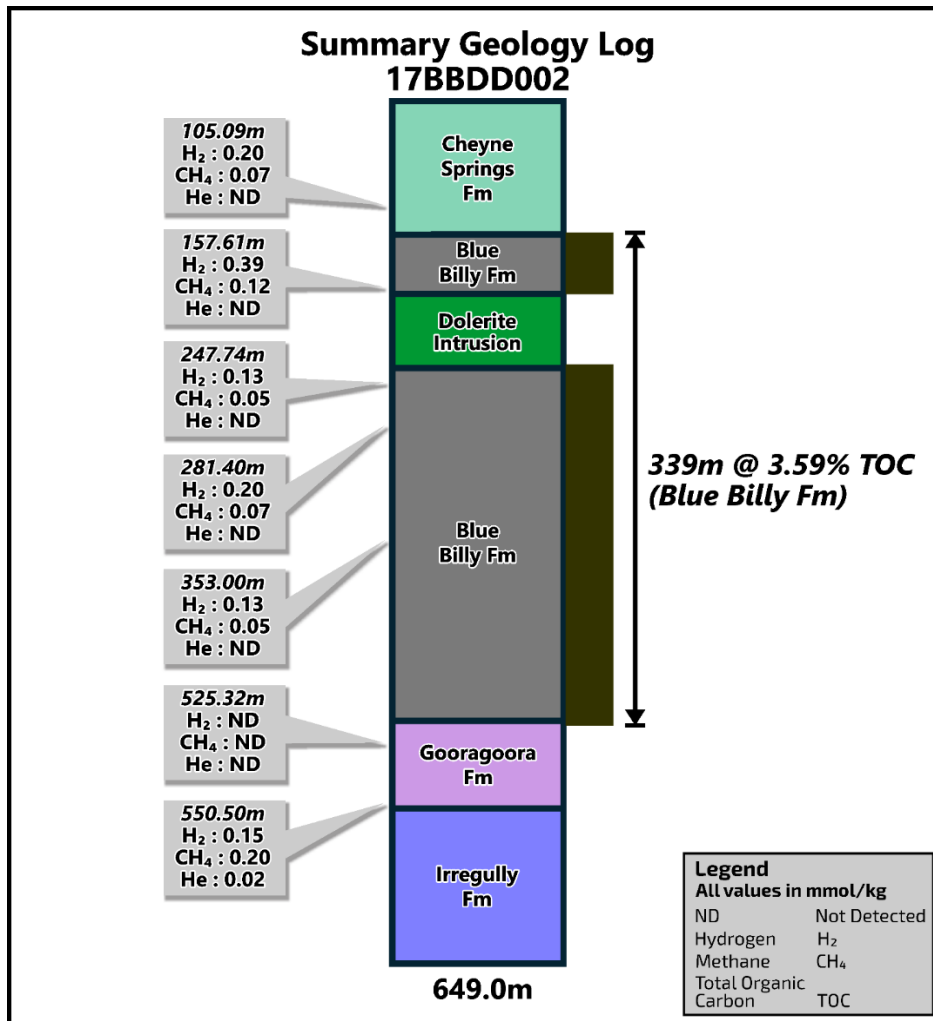 Summary Geology Log
17BBDD002
105.09m
H₂ : 0.20
CH₄ : 0.07
He : ND
157.61m
H₂ : 0.39
CH₄ : 0.12
He : ND
247.74m
H₂ : 0.13
CH₄ : 0.05
He : ND
281.40m
H₂ : 0.20
CH₄ : 0.07
He : ND
353.00m
H₂ : 0.13
CH₄ : 0.05
He : ND
525.32m
H₂ : ND
CH₄ : ND
He : ND
550.50m
H₂ : 0.15
CH₄ : 0.20
He : 0.02
Cheyne
Springs
Fm
Blue
Billy Fm
Dolerite
Intrusion
Blue
Billy Fm
Gooragoora
Fm
Irregully
Fm
649.0m
339m @ 3.59% TOC
(Blue Billy Fm)
Legend
All values in mmol/kg
ND Not Detected
Hydrogen H₂
Methane CH₄
Total Organic
Carbon TOC